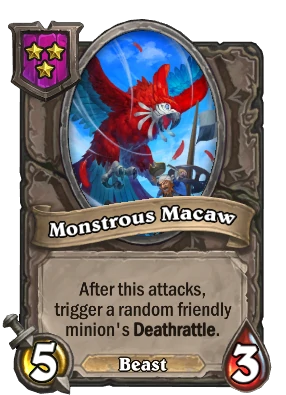 Monstrous Macaw
After this attacks,
trigger a random friendly
minion's Deathrattle.
5
Beast
3